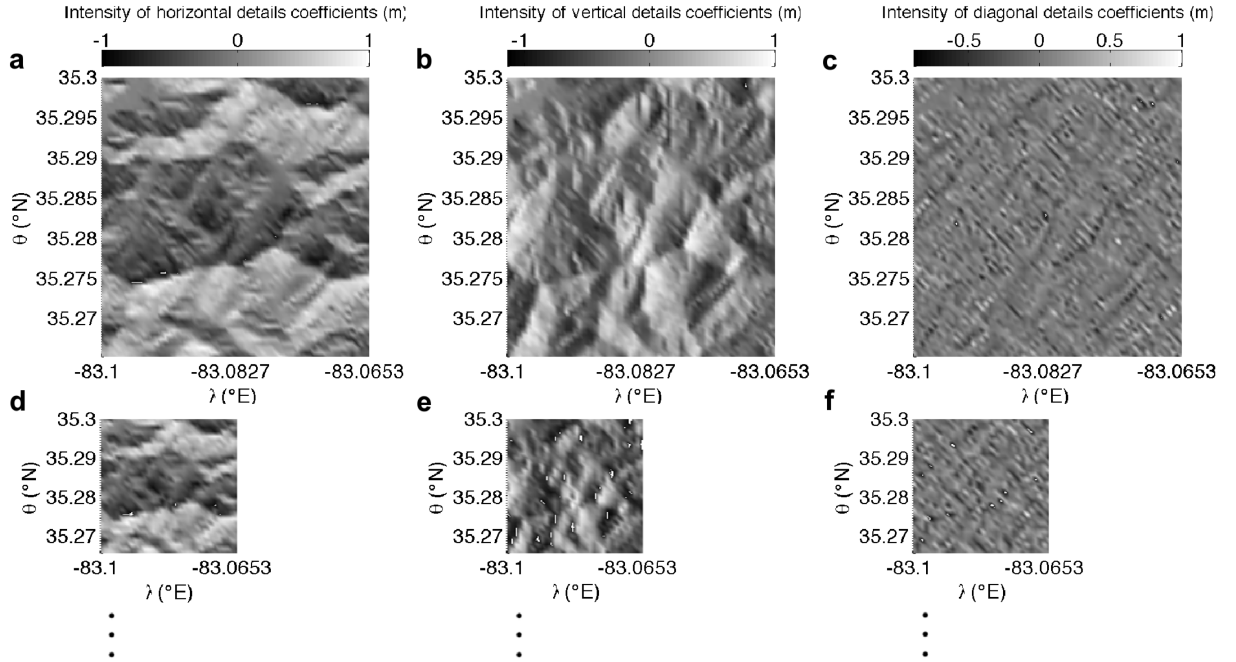 Intensity of horizontal details coefficients (m)
-1 0 1
a
35.3
35.295
35.29
35.285
35.28
35.275
35.27
θ (°N)
-83.1 -83.0827 -83.0653
λ (°E)
Intensity of vertical details coefficients (m)
-1 0 1
b
35.3
35.295
35.29
35.285
35.28
35.275
35.27
θ (°N)
-83.1 -83.0827 -83.0653
λ (°E)
Intensity of diagonal details coefficients (m)
-0.5 0 0.5 1
c
35.3
35.295
35.29
35.285
35.28
35.275
35.27
θ (°N)
-83.1 -83.0827 -83.0653
λ (°E)
d
35.3
35.29
35.28
35.27
θ (°N)
-83.1 -83.0653
λ (°E)
e
35.3
35.29
35.28
35.27
θ (°N)
-83.1 -83.0653
λ (°E)
f
35.3
35.29
35.28
35.27
θ (°N)
-83.1 -83.0653
λ (°E)